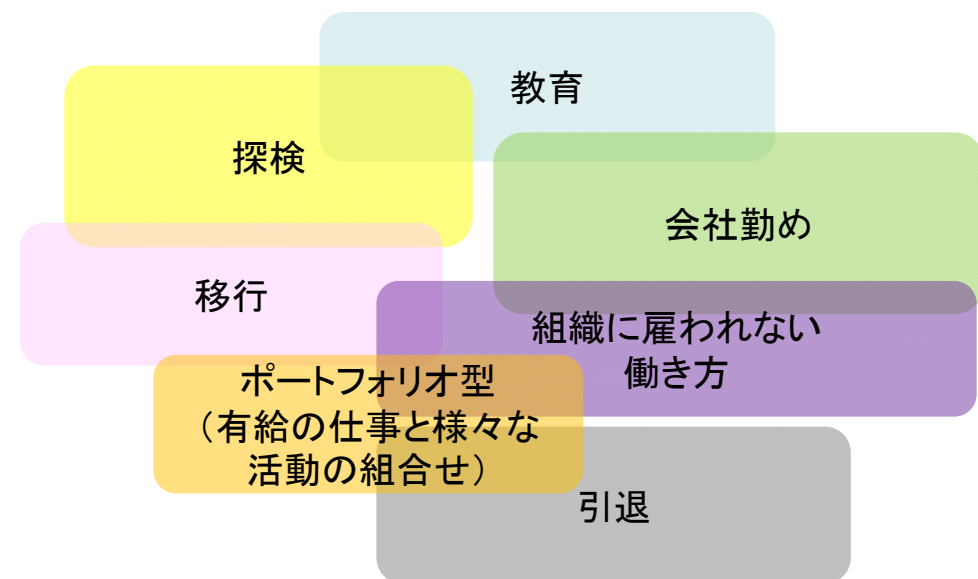 教育
探検
会社勤め
移行
組織に雇われない
働き方
ポートフォリオ型
（有給の仕事と様々な
活動の組合せ）
引退